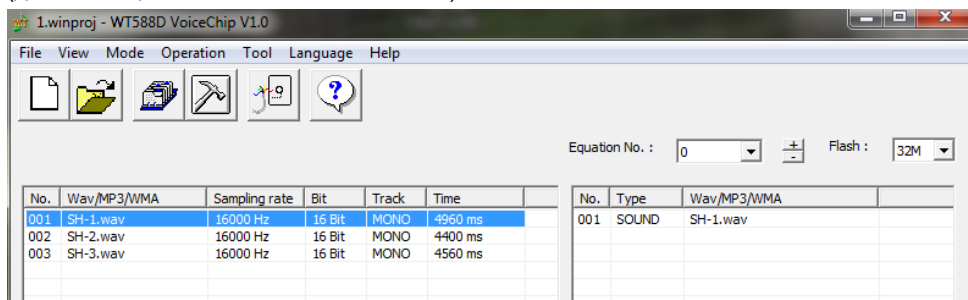 1.winproj - WT588D VoiceChip V1.0
File View Mode Operation Tool Language Help
Equation No. : 0 + - Flash : 32M
No. Wav/MP3/WMA Sampling rate Bit Track Time
001 SH-1.wav 16000 Hz 16 Bit MONO 4960 ms
002 SH-2.wav 16000 Hz 16 Bit MONO 4400 ms
003 SH-3.wav 16000 Hz 16 Bit MONO 4560 ms
No. Type Wav/MP3/WMA
001 SOUND SH-1.wav